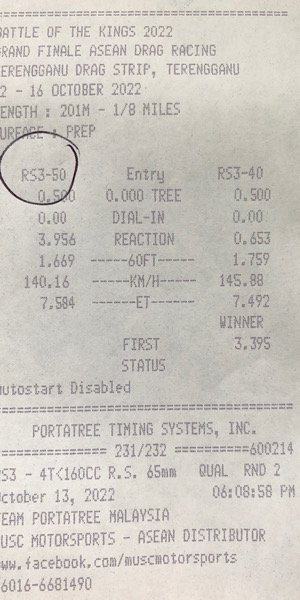 BATTLE OF THE KINGS 2022
GRAND FINALE ASEAN DRAG RACING
TERENGGANU DRAG STRIP, TERENGGANU
2 - 16 OCTOBER 2022
LENGTH : 201M - 1/8 MILES
SURFACE : PREP
RS3-50 Entry RS3-40
0.500 0.000 TREE 0.500
0.00 DIAL-IN 0.00
3.956 REACTION 0.653
1.669 -----60FT----- 1.759
140.16 -----KM/H----- 145.88
7.584 ------ET------ 7.492
WINNER
FIRST 3.395
STATUS
Autostart Disabled
PORTATREE TIMING SYSTEMS, INC.
============== 231/232 ==========600214
RS3 - 4T<160CC R.S. 65mm QUAL RND 2
October 13, 2022 06:08:58 PM
TEAM PORTATREE MALAYSIA
MUSC MOTORSPORTS - ASEAN DISTRIBUTOR
www.facebook.com/muscmotorsports
6016-6681490